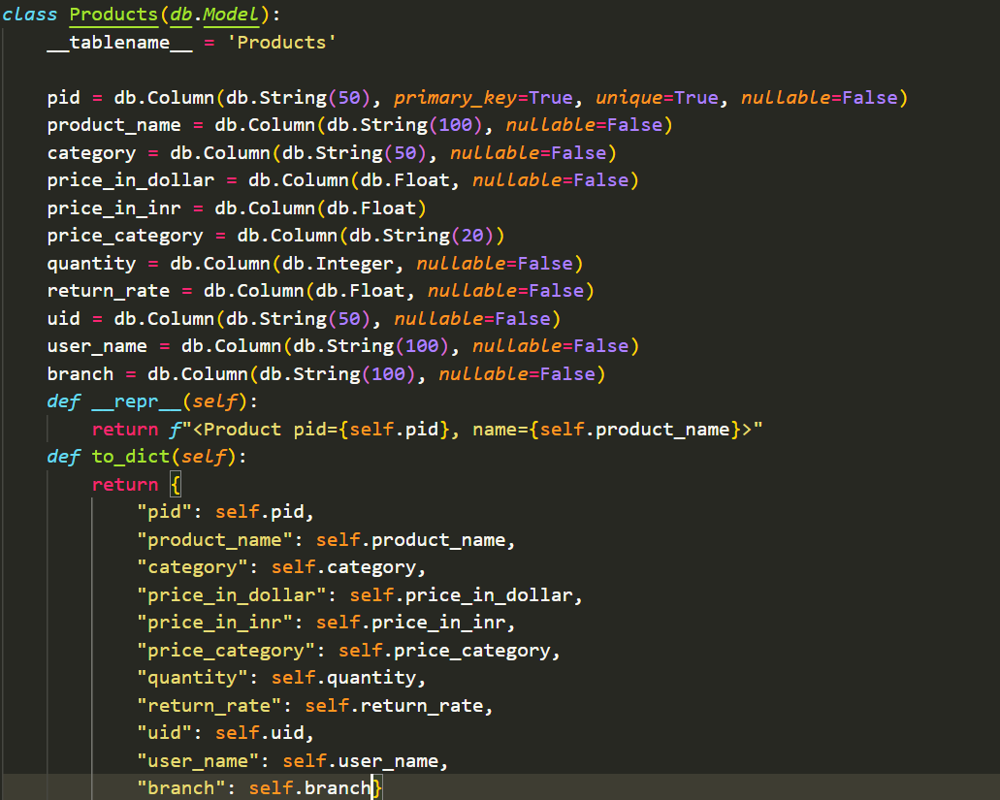 class Products(db.Model):
    __tablename__ = 'Products'

    pid = db.Column(db.String(50), primary_key=True, unique=True, nullable=False)
    product_name = db.Column(db.String(100), nullable=False)
    category = db.Column(db.String(50), nullable=False)
    price_in_dollar = db.Column(db.Float, nullable=False)
    price_in_inr = db.Column(db.Float)
    price_category = db.Column(db.String(20))
    quantity = db.Column(db.Integer, nullable=False)
    return_rate = db.Column(db.Float, nullable=False)
    uid = db.Column(db.String(50), nullable=False)
    user_name = db.Column(db.String(100), nullable=False)
    branch = db.Column(db.String(100), nullable=False)
    def __repr__(self):
        return f"<Product pid={self.pid}, name={self.product_name}>"
    def to_dict(self):
        return {
            "pid": self.pid,
            "product_name": self.product_name,
            "category": self.category,
            "price_in_dollar": self.price_in_dollar,
            "price_in_inr": self.price_in_inr,
            "price_category": self.price_category,
            "quantity": self.quantity,
            "return_rate": self.return_rate,
            "uid": self.uid,
            "user_name": self.user_name,
            "branch": self.branch}